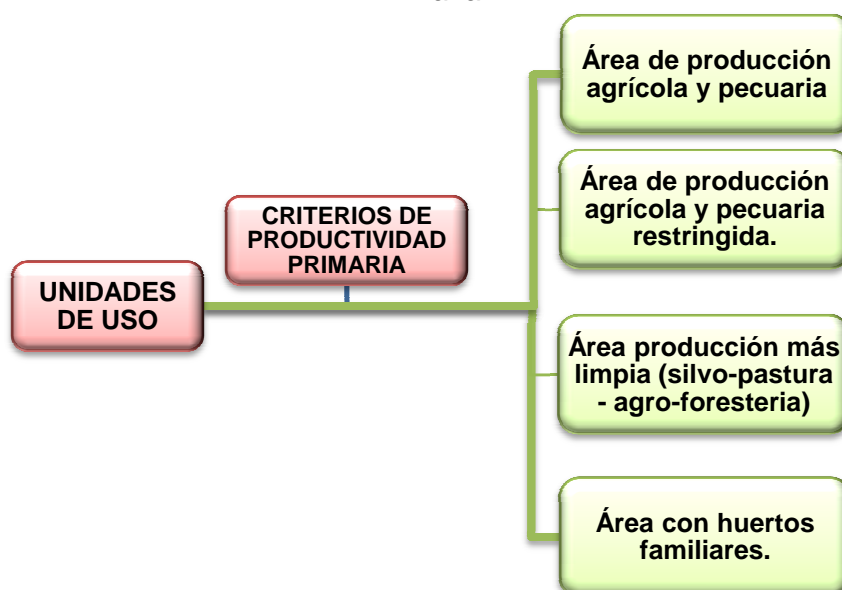 UNIDADES
DE USO
CRITERIOS DE
PRODUCTIVIDAD
PRIMARIA
Área de producción
agrícola y pecuaria
Área de producción
agrícola y pecuaria
restringida.
Área producción más
limpia (silvo-pastura
- agro-foresteria)
Área con huertos
familiares.